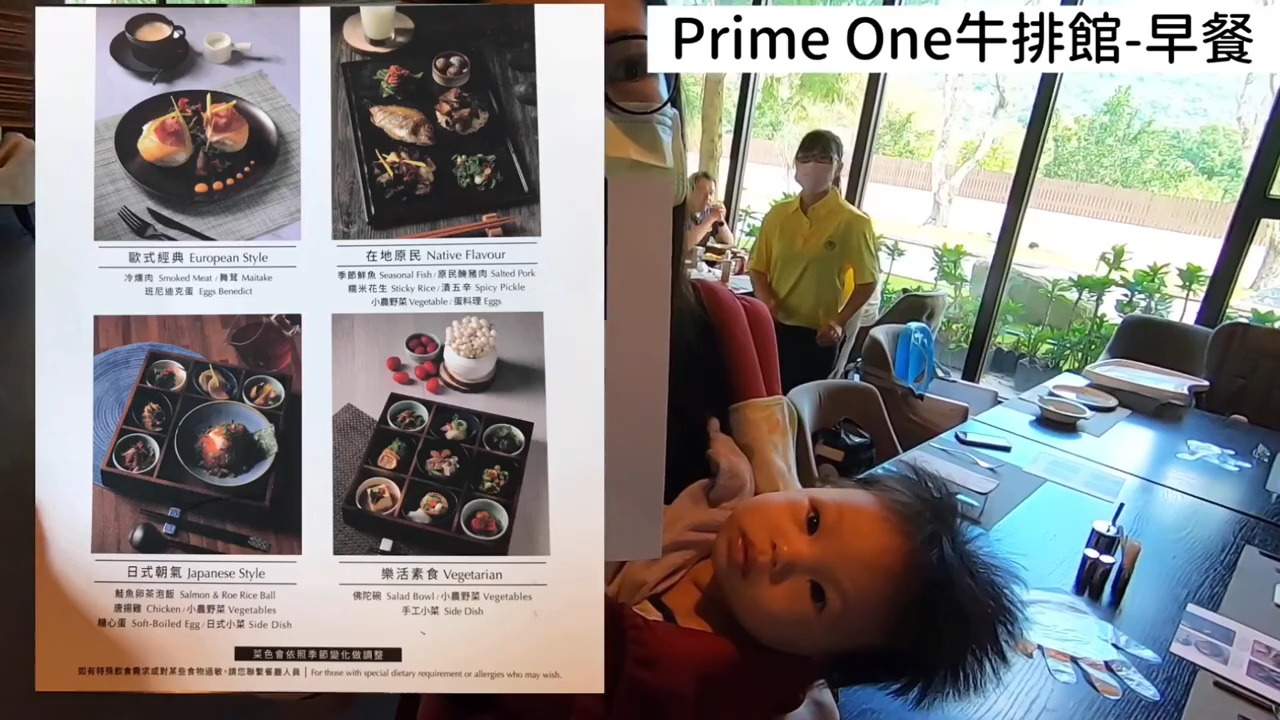 Prime One牛排館-早餐
歐式經典 European Style
冷燻肉 Smoked Meat / 舞茸 Maitake
班尼迪克蛋 Eggs Benedict
在地原民 Native Flavour
季節鮮魚 Seasonal Fish / 原民醃豬肉 Salted Pork
糯米花生 Sticky Rice / 漬五辛 Spicy Pickle
小農野菜 Vegetable / 蛋料理 Eggs
日式朝氣 Japanese Style
鮭魚卵茶泡飯 Salmon & Roe Rice Ball
唐揚雞 Chicken / 小農野菜 Vegetables
糖心蛋 Soft-Boiled Egg / 日式小菜 Side Dish
樂活素食 Vegetarian
佛陀碗 Salad Bowl / 小農野菜 Vegetables
手工小菜 Side Dish
菜色會依照季節變化做調整
如有特殊飲食需求或對某些食物過敏，請您聯繫餐廳人員 | For those with special dietary requirement or allergies who may wish.